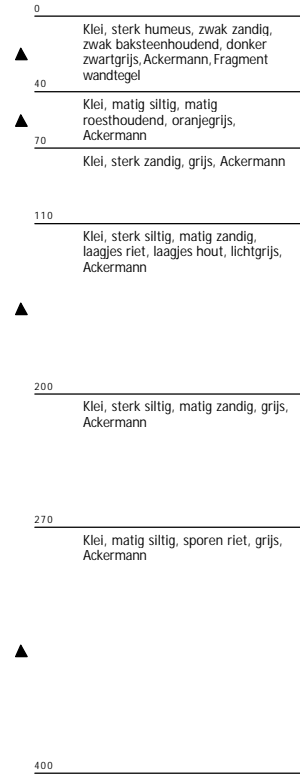 0
Klei, sterk humeus, zwak zandig,
zwak baksteenhoudend, donker
zwartgrijs, Ackermann, Fragment
wandtegel
40
Klei, matig siltig, matig
roesthoudend, oranjegrijs,
Ackermann
70
Klei, sterk zandig, grijs, Ackermann
110
Klei, sterk siltig, matig zandig,
laagjes riet, laagjes hout, lichtgrijs,
Ackermann
200
Klei, sterk siltig, matig zandig, grijs,
Ackermann
270
Klei, matig siltig, sporen riet, grijs,
Ackermann
400